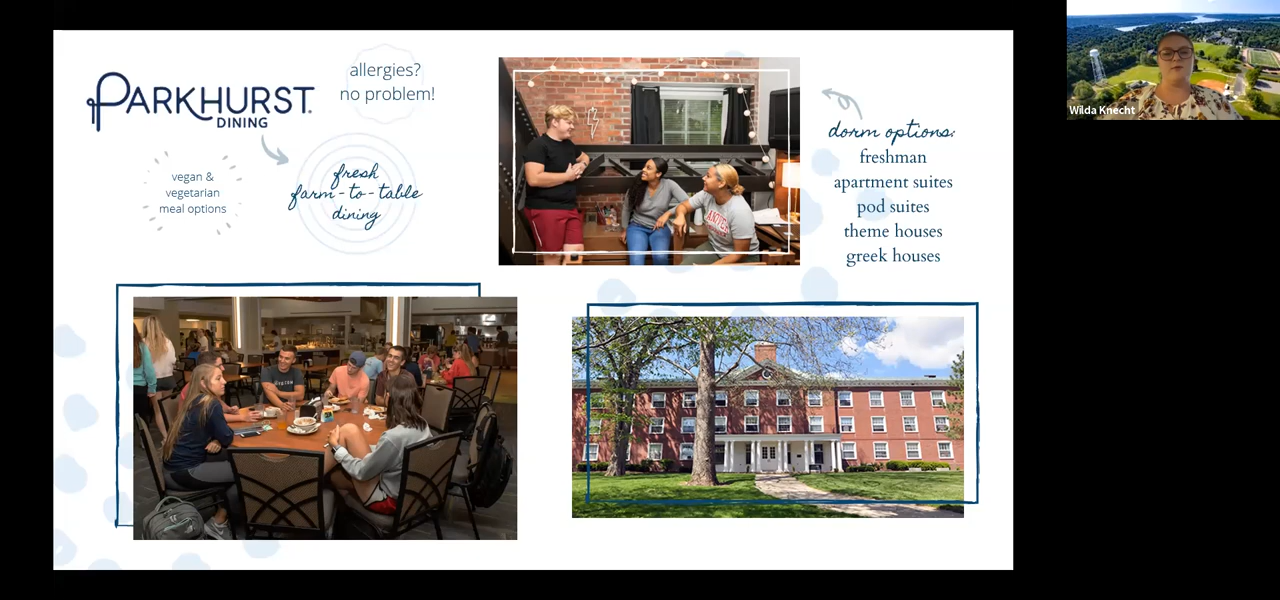 PARKHURST.
DINING
allergies?
no problem!
vegan &
vegetarian
meal options
fresh
farm-to-table
dining
dorm options:
freshman
apartment suites
pod suites
theme houses
greek houses
Wilda Knecht